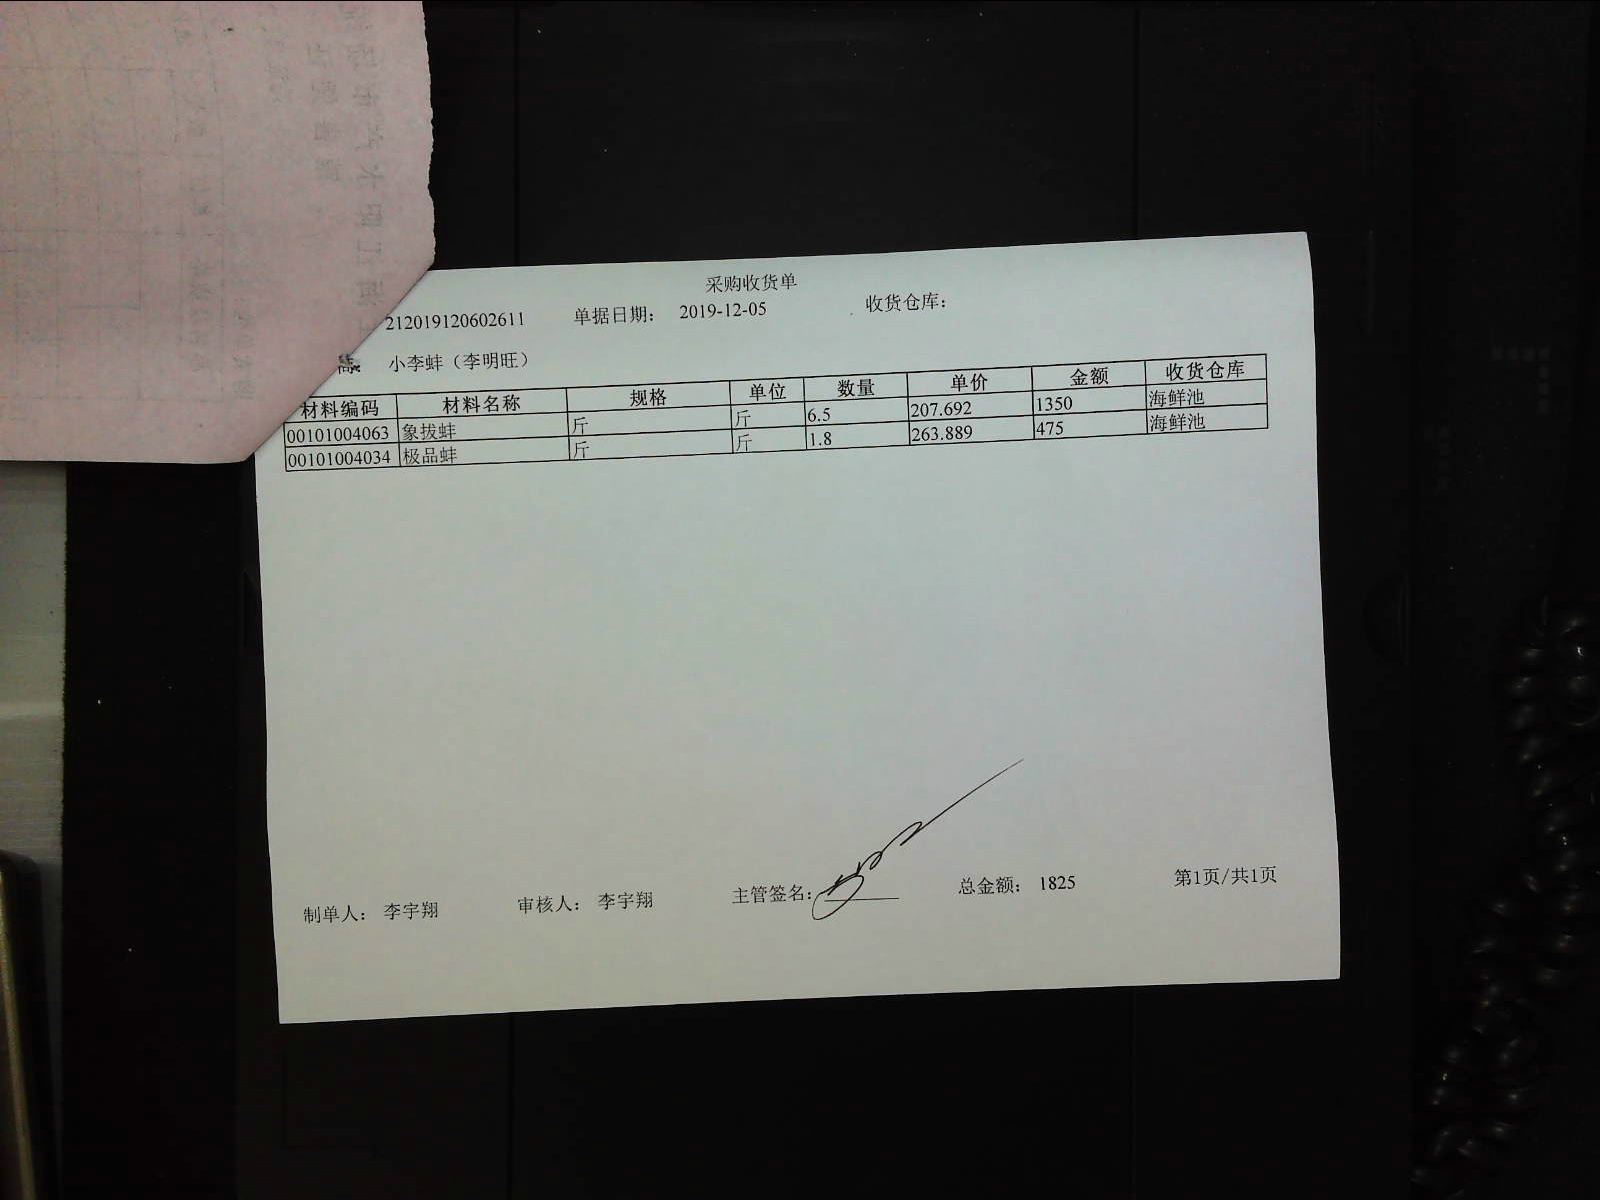 采购收货单
212019120602611 单据日期： 2019-12-05 收货仓库：
小李蚌（李明旺）
材料编码 材料名称 规格 单位 数量 单价 金额 收货仓库
00101004063 象拔蚌 斤 斤 6.5 207.692 1350 海鲜池
00101004034 极品蚌 斤 斤 1.8 263.889 475 海鲜池
制单人： 李宇翔 审核人： 李宇翔 主管签名： 总金额： 1825 第1页/共1页